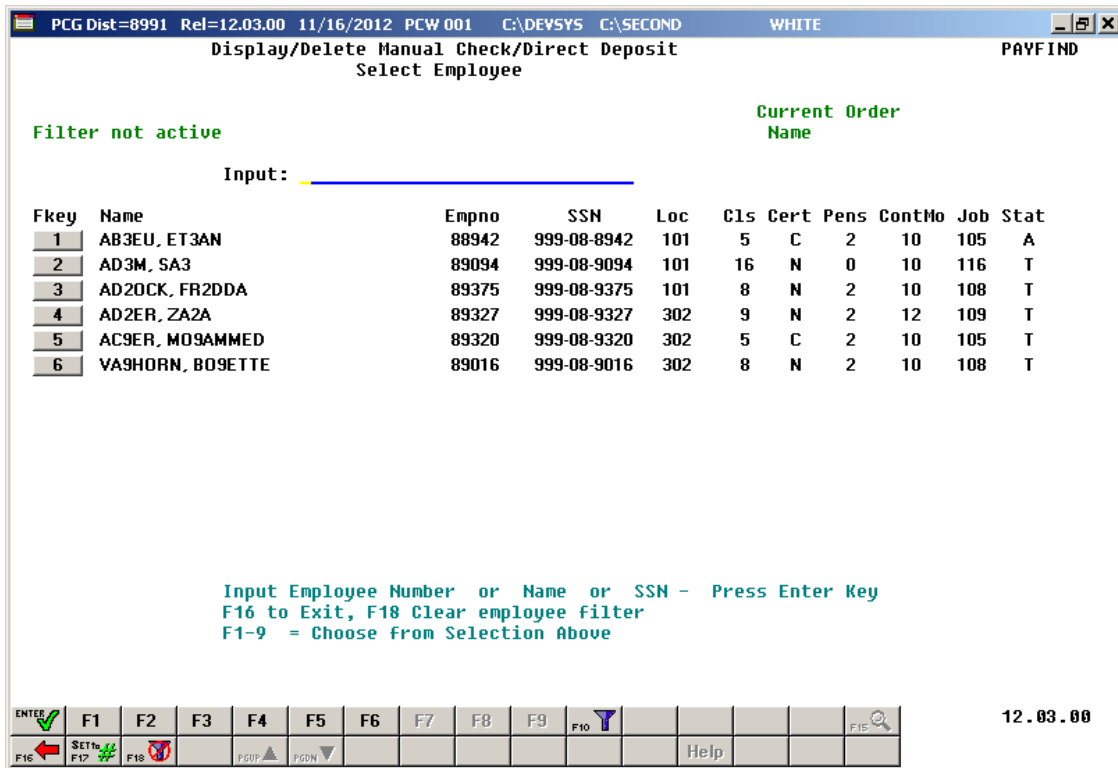 PCG Dist=8991 Rel=12.03.00 11/16/2012 PCW 001 C:\DEVSYS C:\SECOND WHITE
Display/Delete Manual Check/Direct Deposit PAYFIND
Select Employee
Current Order
Filter not active Name
Input:
Fkey Name Empno SSN Loc Cls Cert Pens ContMo Job Stat
1 AB3EU, ET3AN 88942 999-08-8942 101 5 C 2 10 105 A
2 AD3M, SA3 89094 999-08-9094 101 16 N 0 10 116 T
3 AD2OCK, FR2DDA 89375 999-08-9375 101 8 N 2 10 108 T
4 AD2ER, ZA2A 89327 999-08-9327 302 9 N 2 12 109 T
5 AC9ER, MO9AMMED 89320 999-08-9320 302 5 C 2 10 105 T
6 VA9HORN, BO9ETTE 89016 999-08-9016 302 8 N 2 10 108 T
Input Employee Number or Name or SSN - Press Enter Key
F16 to Exit, F18 Clear employee filter
F1-9 = Choose from Selection Above
ENTER F1 F2 F3 F4 F5 F6 F7 F8 F9 F10 F15 12.03.00
F16 SET to F17 # F18 PGUP PGDN Help